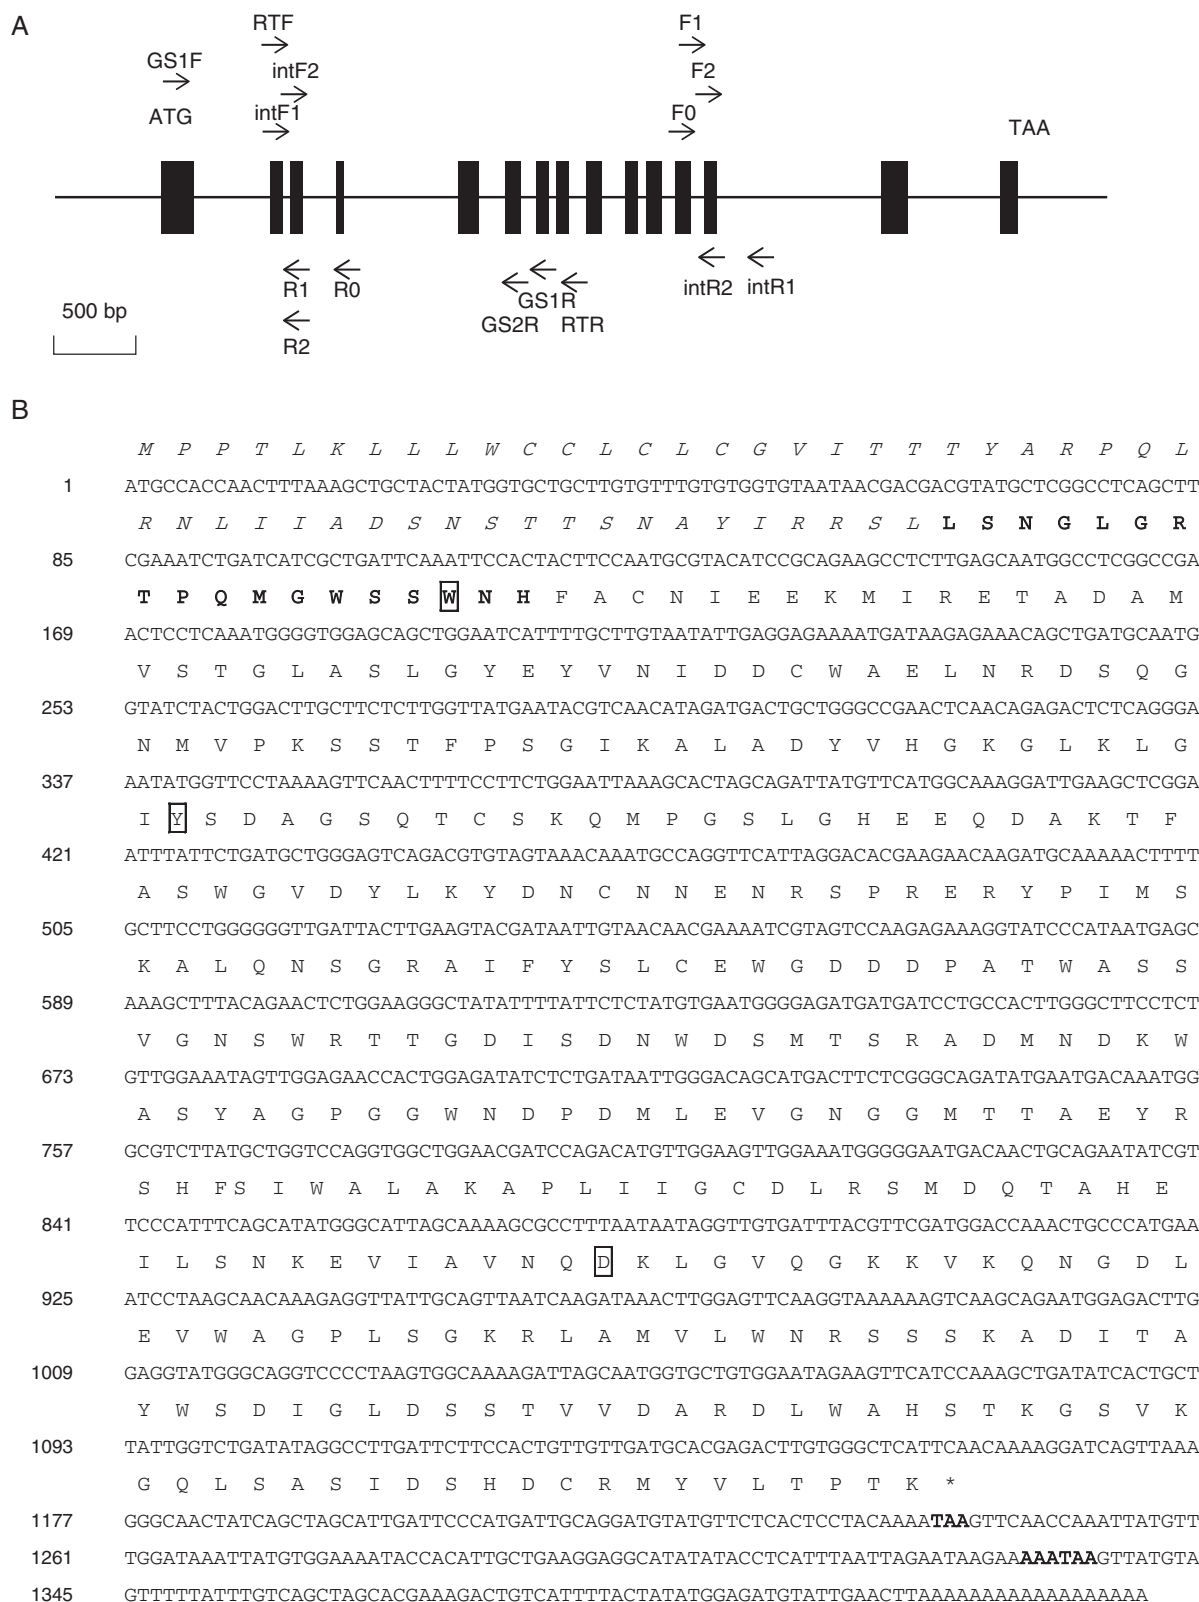 A
RTF
F1
GS1F
intF2
F2
ATG
intF1
F0
TAA
R1
R0
GS1R
intR2
intR1
500 bp
GS2R
RTR
R2
B
M P P T L K L L L W C C L C L C G V I T T T Y A R P Q L
1 ATGCCACCAACTTTAAAGCTGCTACTATGGTGCTGCTTGTGTTTGTGTGGTGTAATAACGACGACGTATGCTCGGCCTCAGCTT
R N L I I A D S N S T T S N A Y I R R S L L S N G L G R
85 CGAAATCTGATCATCGCTGATTCAAATTCCACTACTTCCAATGCGTACATCCGCAGAAGCCTCTTGAGCAATGGCCTCGGCCGA
T P Q M G W S S W N H F A C N I E E K M I R E T A D A M
169 ACTCCTCAAATGGGGTGGAGCAGCTGGAATCATTTTGCTTGTAATATTGAGGAGAAAATGATAAGAGAAACAGCTGATGCAATG
V S T G L A S L G Y E Y V N I D D C W A E L N R D S Q G
253 GTATCTACTGGACTTGCTTCTCTTGGTTATGAATACGTCAACATAGATGACTGCTGGGCCGAACTCAACAGAGACTCTCAGGGA
N M V P K S S T F P S G I K A L A D Y V H G K G L K L G
337 AATATGGTTCCTAAAAGTTCAACTTTTCCTTCTGGAATTAAAGCACTAGCAGATTATGTTCATGGCAAAGGATTGAAGCTCGGA
I Y S D A G S Q T C S K Q M P G S L G H E E Q D A K T F
421 ATTTATTCTGATGCTGGGAGTCAGACGTGTAGTAAACAAATGCCAGGTTCATTAGGACACGAAGAACAAGATGCAAAAACTTTT
A S W G V D Y L K Y D N C N N E N R S P R E R Y P I M S
505 GCTTCCTGGGGGGTTGATTACTTGAAGTACGATAATTGTAACAACGAAAATCGTAGTCCAAGAGAAAGGTATCCCATAATGAGC
K A L Q N S G R A I F Y S L C E W G D D D P A T W A S S
589 AAAGCTTTACAGAACTCTGGAAGGGCTATATTTTATTCTCTATGTGAATGGGGAGATGATGATCCTGCCACTTGGGCTTCCTCT
V G N S W R T T G D I S D N W D S M T S R A D M N D K W
673 GTTGGAAATAGTTGGAGAACCACTGGAGATATCTCTGATAATTGGGACAGCATGACTTCTCGGGCAGATATGAATGACAAATGG
A S Y A G P G G W N D P D M L E V G N G G M T T A E Y R
757 GCGTCTTATGCTGGTCCAGGTGGCTGGAACGATCCAGACATGTTGGAAGTTGGAAATGGGGGAATGACAACTGCAGAATATCGT
S H FS I W A L A K A P L I I G C D L R S M D Q T A H E
841 TCCCATTTCAGCATATGGGCATTAGCAAAAGCGCCTTTAATAATAGGTTGTGATTTACGTTCGATGGACCAAACTGCCCATGAA
I L S N K E V I A V N Q D K L G V Q G K K V K Q N G D L
925 ATCCTAAGCAACAAAGAGGTTATTGCAGTTAATCAAGATAAACTTGGAGTTCAAGGTAAAAAAGTCAAGCAGAATGGAGACTTG
E V W A G P L S G K R L A M V L W N R S S S K A D I T A
1009 GAGGTATGGGCAGGTCCCCTAAGTGGCAAAAGATTAGCAATGGTGCTGTGGAATAGAAGTTCATCCAAAGCTGATATCACTGCT
Y W S D I G L D S S T V V D A R D L W A H S T K G S V K
1093 TATTGGTCTGATATAGGCCTTGATTCTTCCACTGTTGTTGATGCACGAGACTTGTGGGCTCATTCAACAAAAGGATCAGTTAAA
G Q L S A S I D S H D C R M Y V L T P T K *
1177 GGGCAACTATCAGCTAGCATTGATTCCCATGATTGCAGGATGTATGTTCTCACTCCTACAAAATAAGTTCAACCAAATTATGTT
1261 TGGATAAATTATGTGGAAAATACCACATTGCTGAAGGAGGCATATATACCTCATTTAATTAGAATAAGAAAAATAAGTTATGTA
1345 GTTTTTATTTGTCAGCTAGCACGAAAGACTGTCATTTTACTATATGGAGATGTATTGAACTTAAAAAAAAAAAAAAAAAA